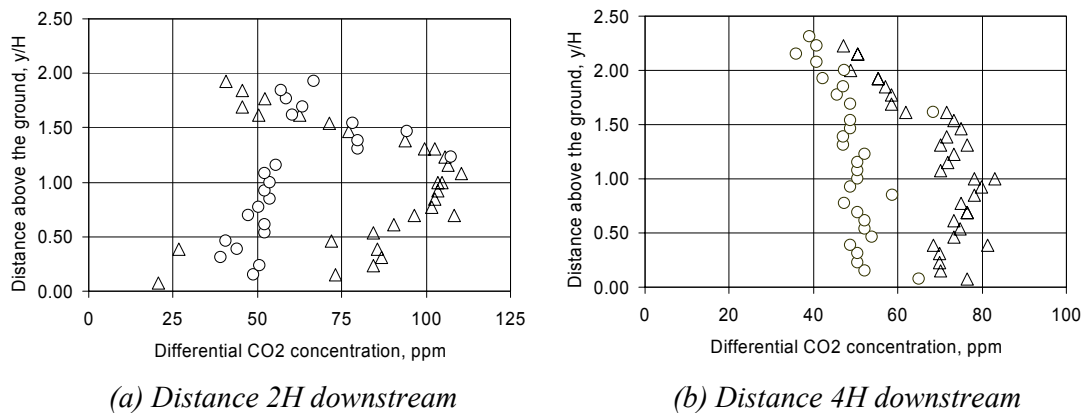 2.50
2.00
1.50
1.00
0.50
0.00
Distance above the ground, y/H
0 25 50 75 100 125
Differential CO2 concentration, ppm
(a) Distance 2H downstream
2.50
2.00
1.50
1.00
0.50
0.00
Distance above the ground, y/H
0 20 40 60 80 100
Differential CO2 concentration, ppm
(b) Distance 4H downstream